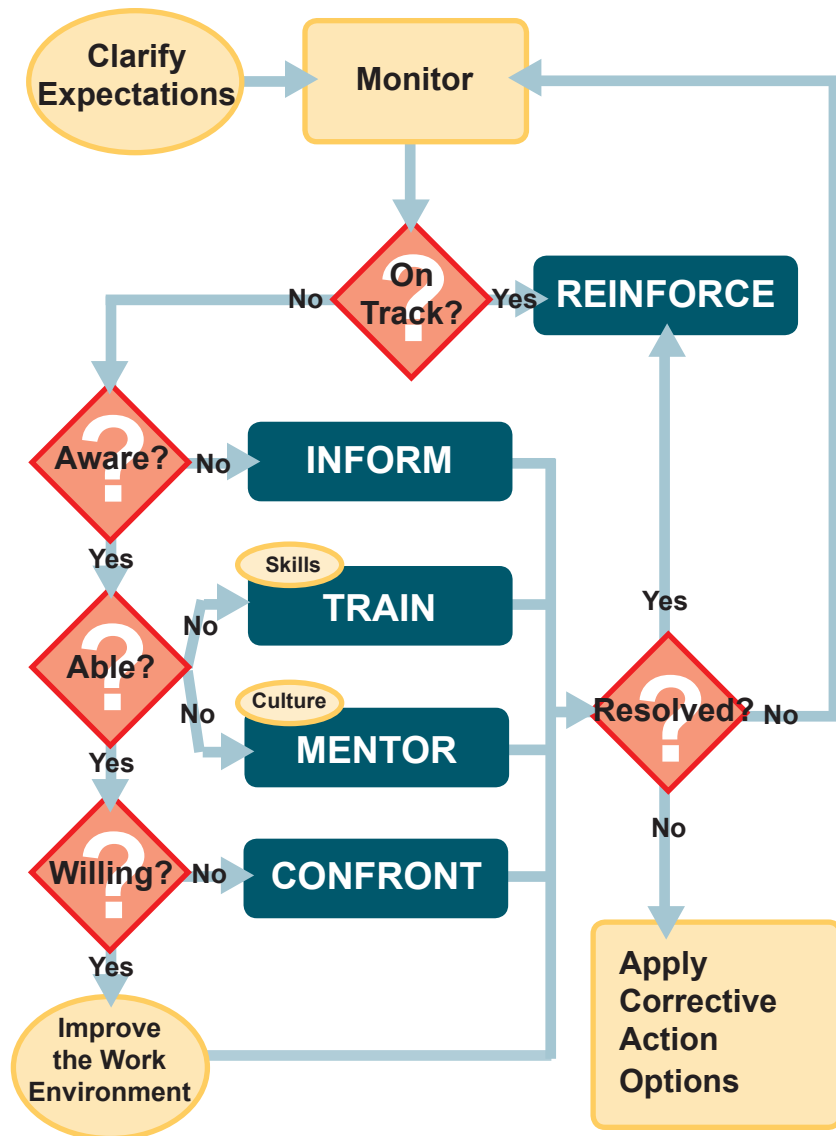 Clarify
Expectations
Monitor
?
On
Track?
No
Yes
REINFORCE
?
Aware?
No
INFORM
Yes
Skills
TRAIN
No
?
Able?
No
Culture
MENTOR
Yes
Yes
?
Resolved?
No
No
?
Willing?
No
CONFRONT
Yes
Improve
the Work
Environment
Apply
Corrective
Action
Options